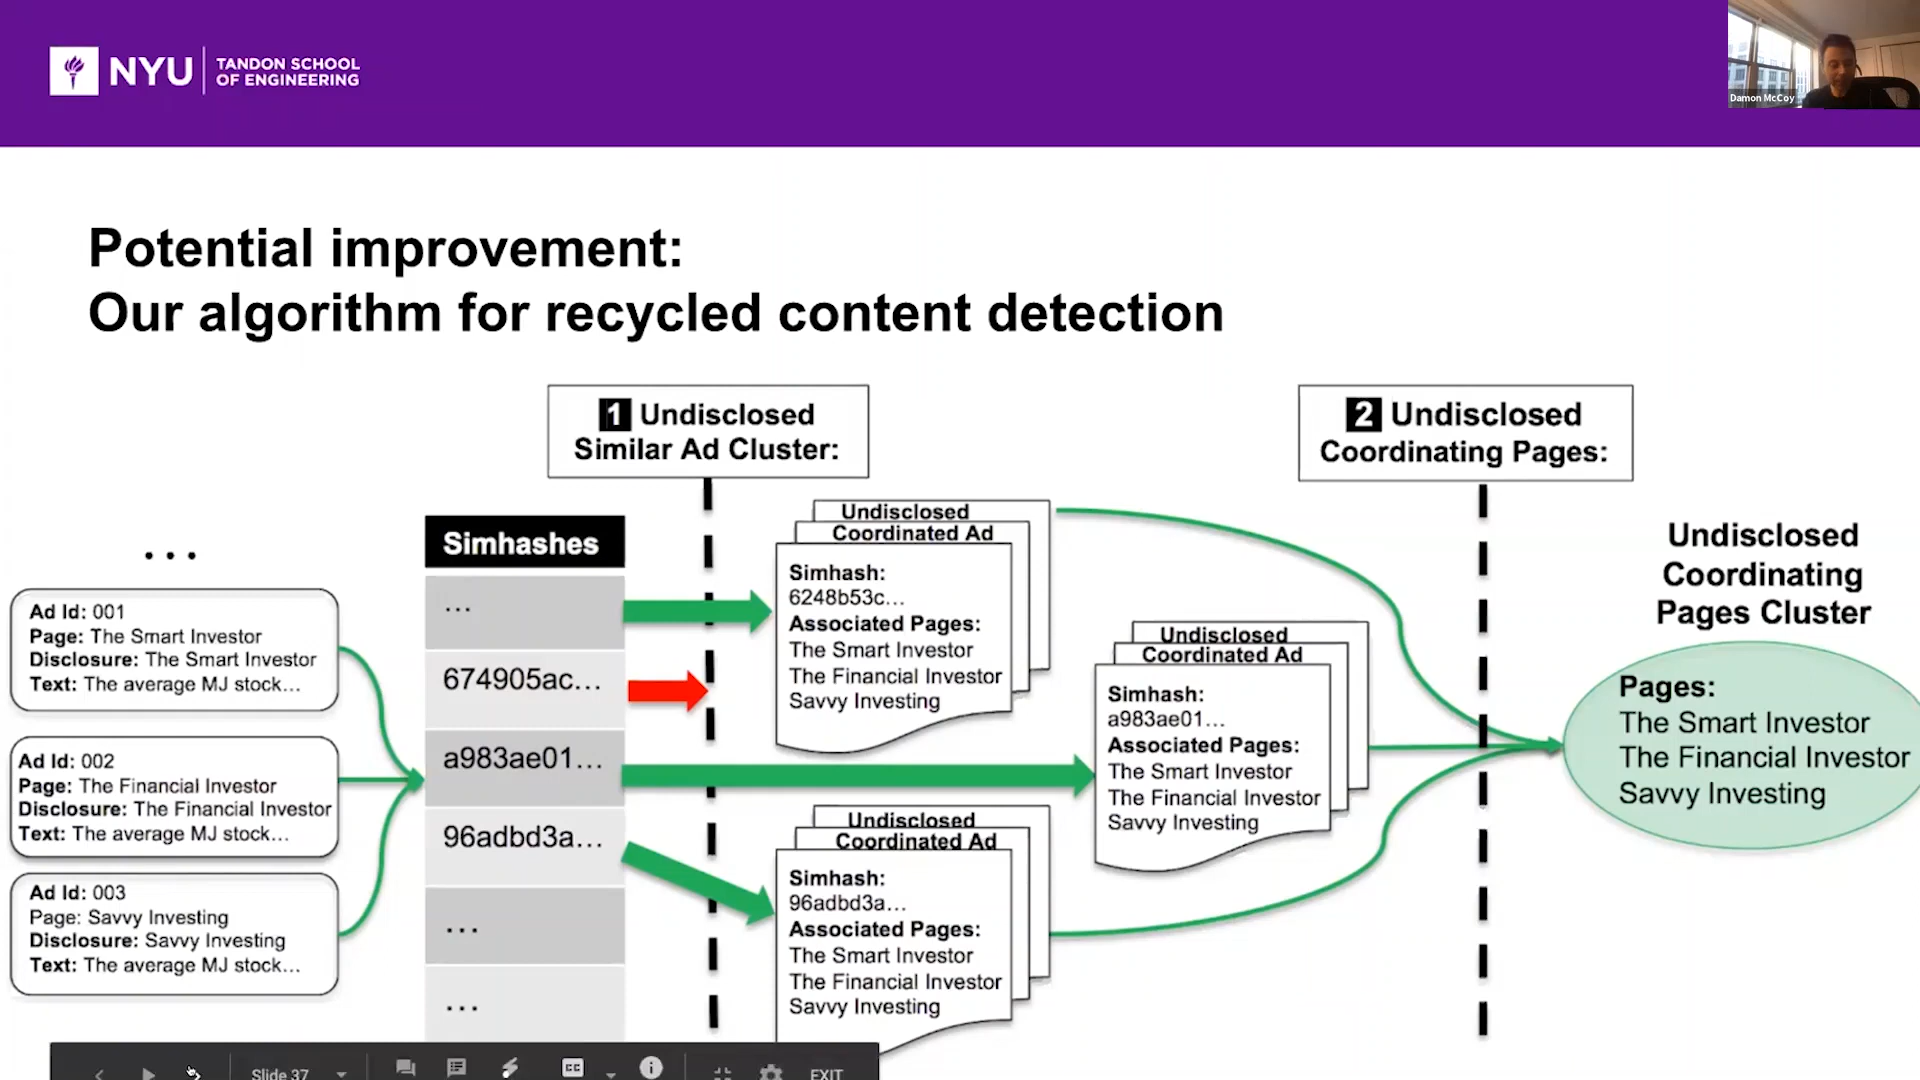 NYU
TANDON SCHOOL
OF ENGINEERING
Damon McCoy
Potential improvement:
Our algorithm for recycled content detection
1 Undisclosed
Similar Ad Cluster:
2 Undisclosed
Coordinating Pages:
...
Ad Id: 001
Page: The Smart Investor
Disclosure: The Smart Investor
Text: The average MJ stock...
Ad Id: 002
Page: The Financial Investor
Disclosure: The Financial Investor
Text: The average MJ stock...
Ad Id: 003
Page: Savvy Investing
Disclosure: Savvy Investing
Text: The average MJ stock...
Simhashes
...
674905ac...
a983ae01...
96adbd3a...
...
...
Undisclosed
Coordinated Ad
Simhash:
6248b53c...
Associated Pages:
The Smart Investor
The Financial Investor
Savvy Investing
Undisclosed
Coordinated Ad
Simhash:
a983ae01...
Associated Pages:
The Smart Investor
The Financial Investor
Savvy Investing
Undisclosed
Coordinated Ad
Simhash:
96adbd3a...
Associated Pages:
The Smart Investor
The Financial Investor
Savvy Investing
Undisclosed
Coordinating
Pages Cluster
Pages:
The Smart Investor
The Financial Investor
Savvy Investing
Slide 37
CC
EXIT